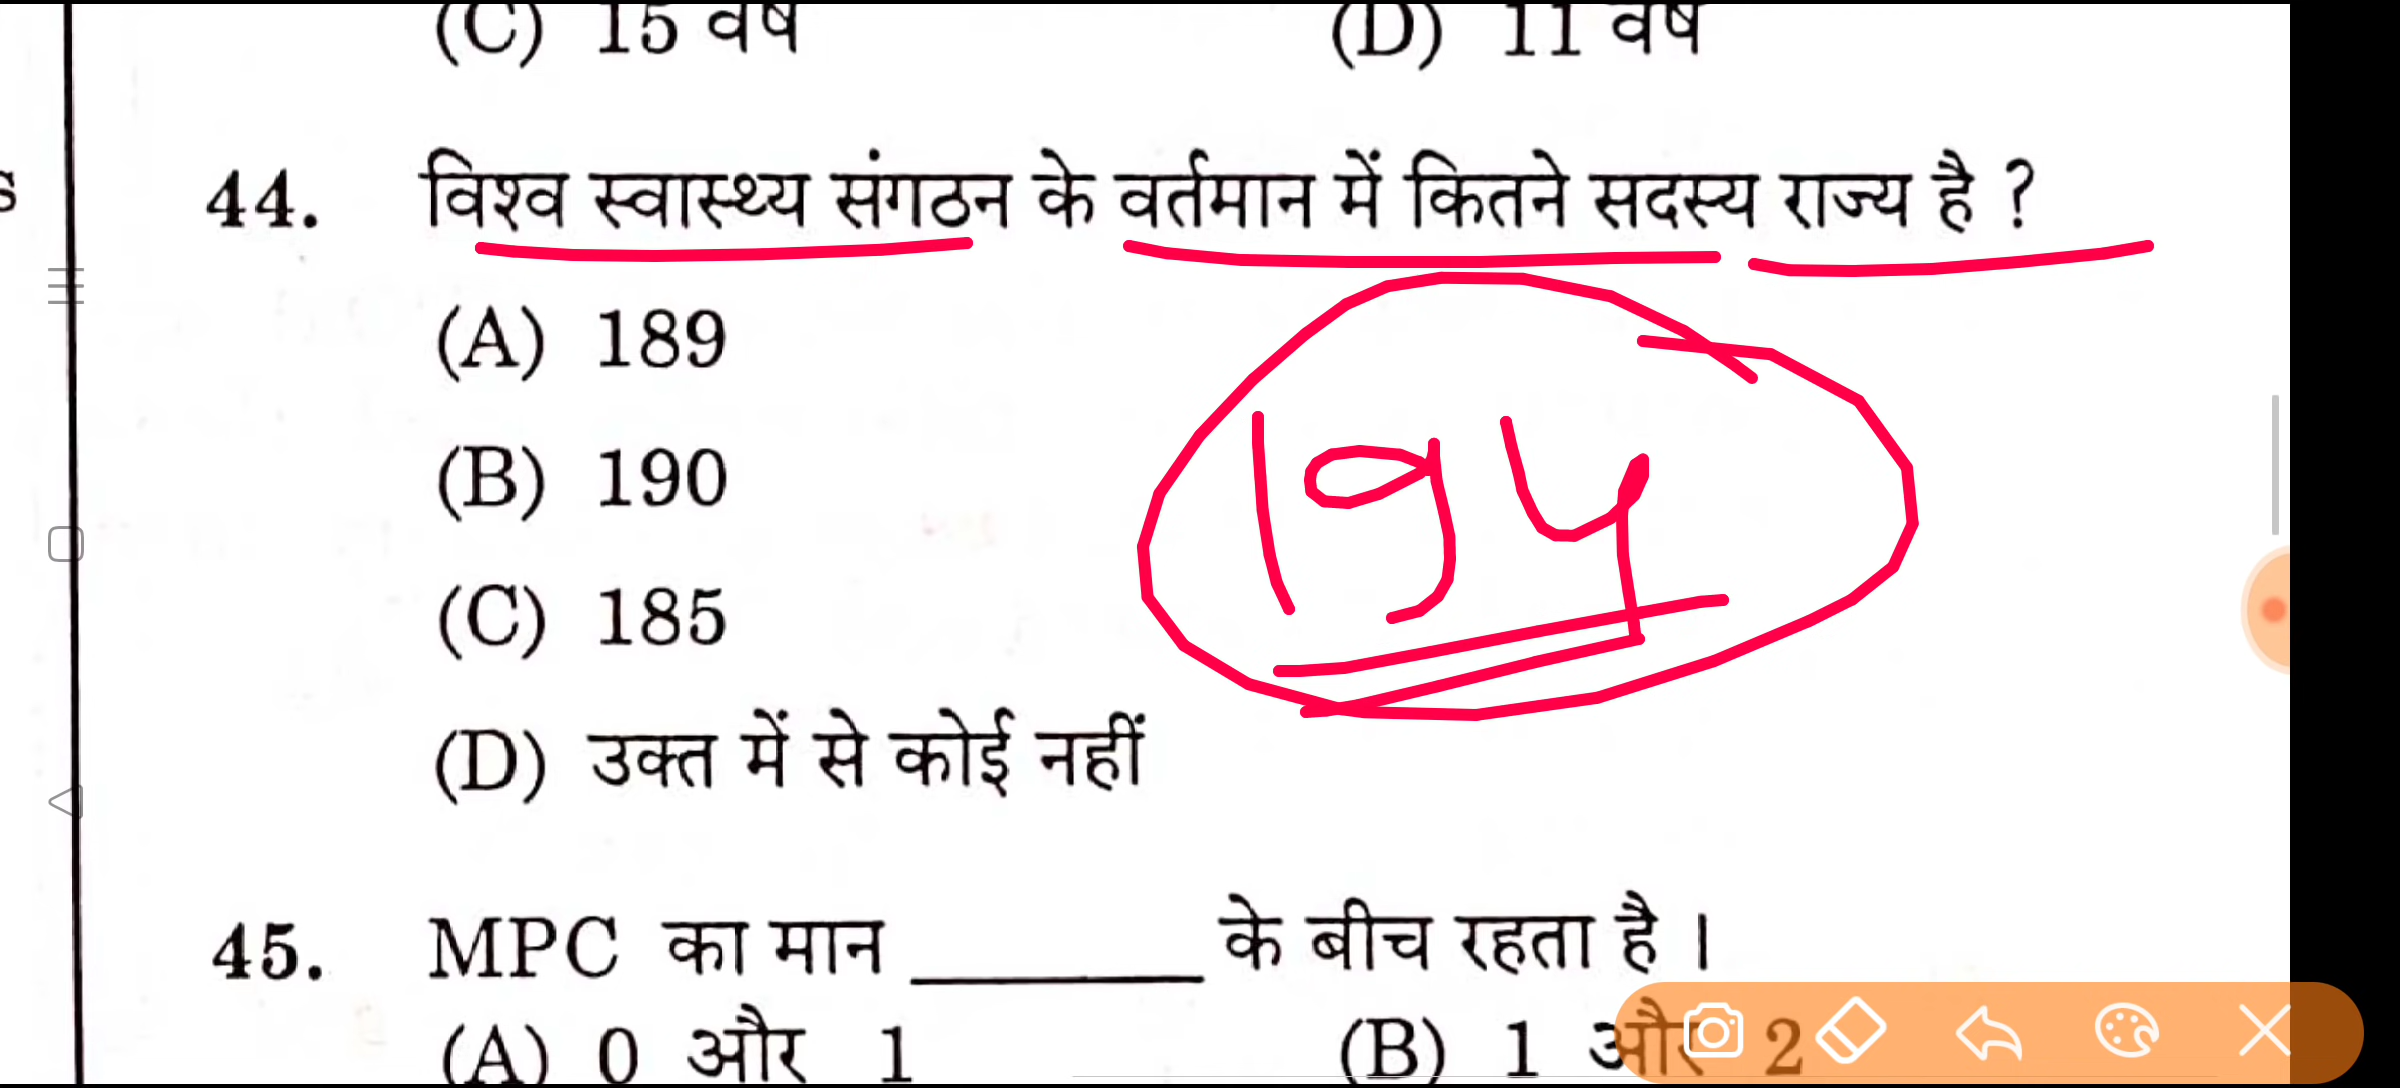 (C) 15 वर्ष (D) 11 वर्ष
s
44. विश्व स्वास्थ्य संगठन के वर्तमान में कितने सदस्य राज्य है ?
(A) 189
(B) 190
194
(C) 185
(D) उक्त में से कोई नहीं
45. MPC का मान ________ के बीच रहता है ।
(A) 0 और 1 (B) 1 और 2